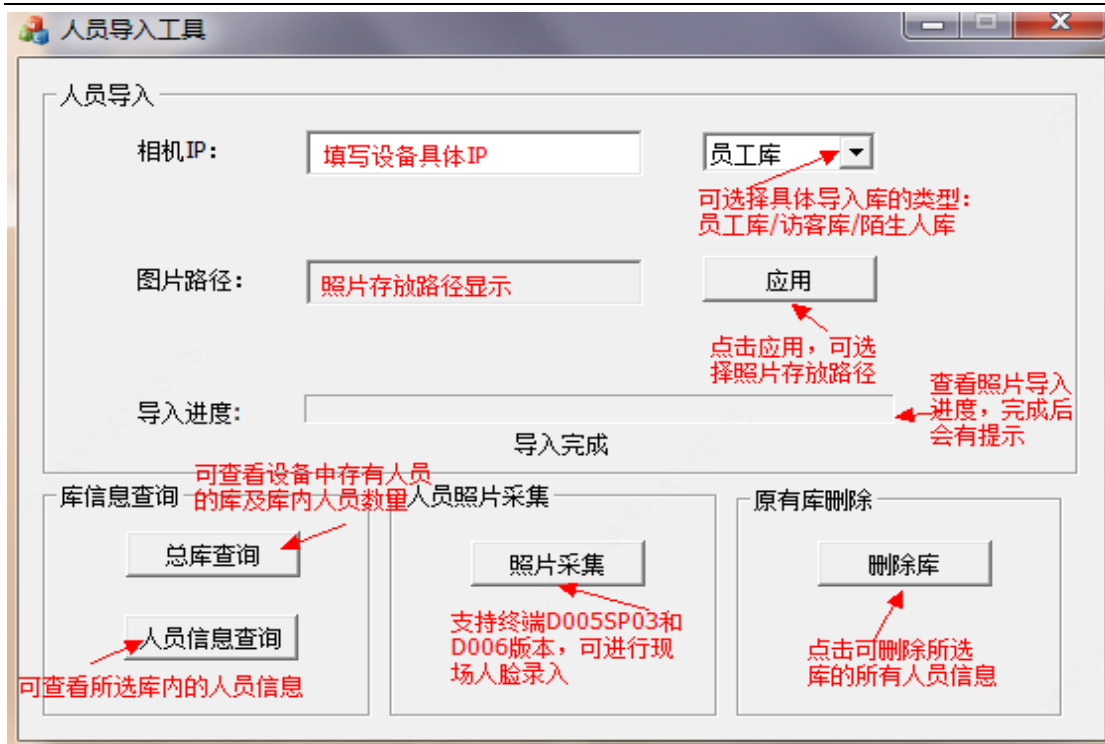 人员导入工具
人员导入
相机IP:
填写设备具体IP
员工库
可选择具体导入库的类型:
员工库/访客库/陌生人库
图片路径:
照片存放路径显示
应用
点击应用，可选
择照片存放路径
查看照片导入
进度，完成后
会有提示
导入进度:
导入完成
库信息查询
可查看设备中存有人员
的库及库内人员数量
总库查询
人员信息查询
可查看所选库内的人员信息
人员照片采集
照片采集
支持终端D005SP03和
D006版本，可进行现
场人脸录入
原有库删除
删除库
点击可删除所选
库的所有人员信息